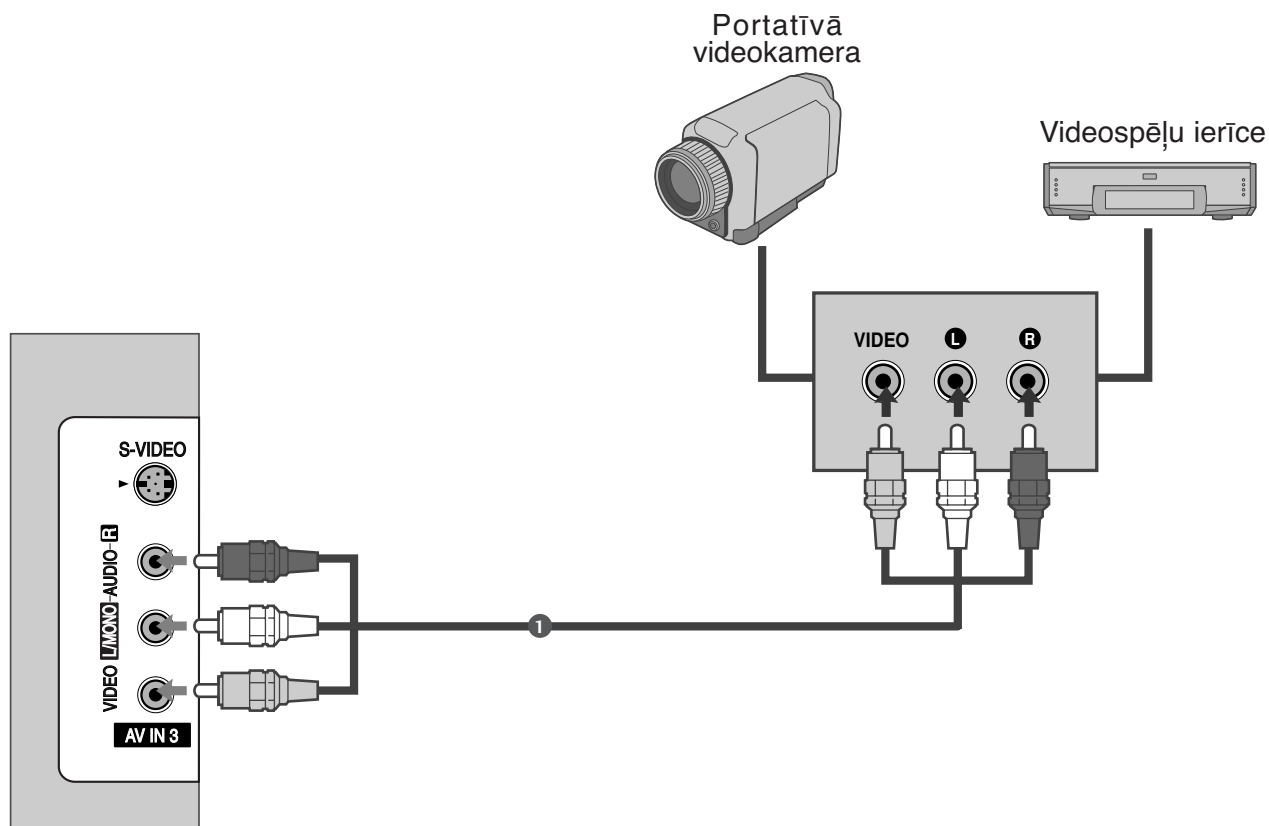 Portatīvā
videokamera
Videospēļu ierīce
VIDEO L R
S-VIDEO
VIDEO L/MONO-AUDIO-R
1
AV IN 3